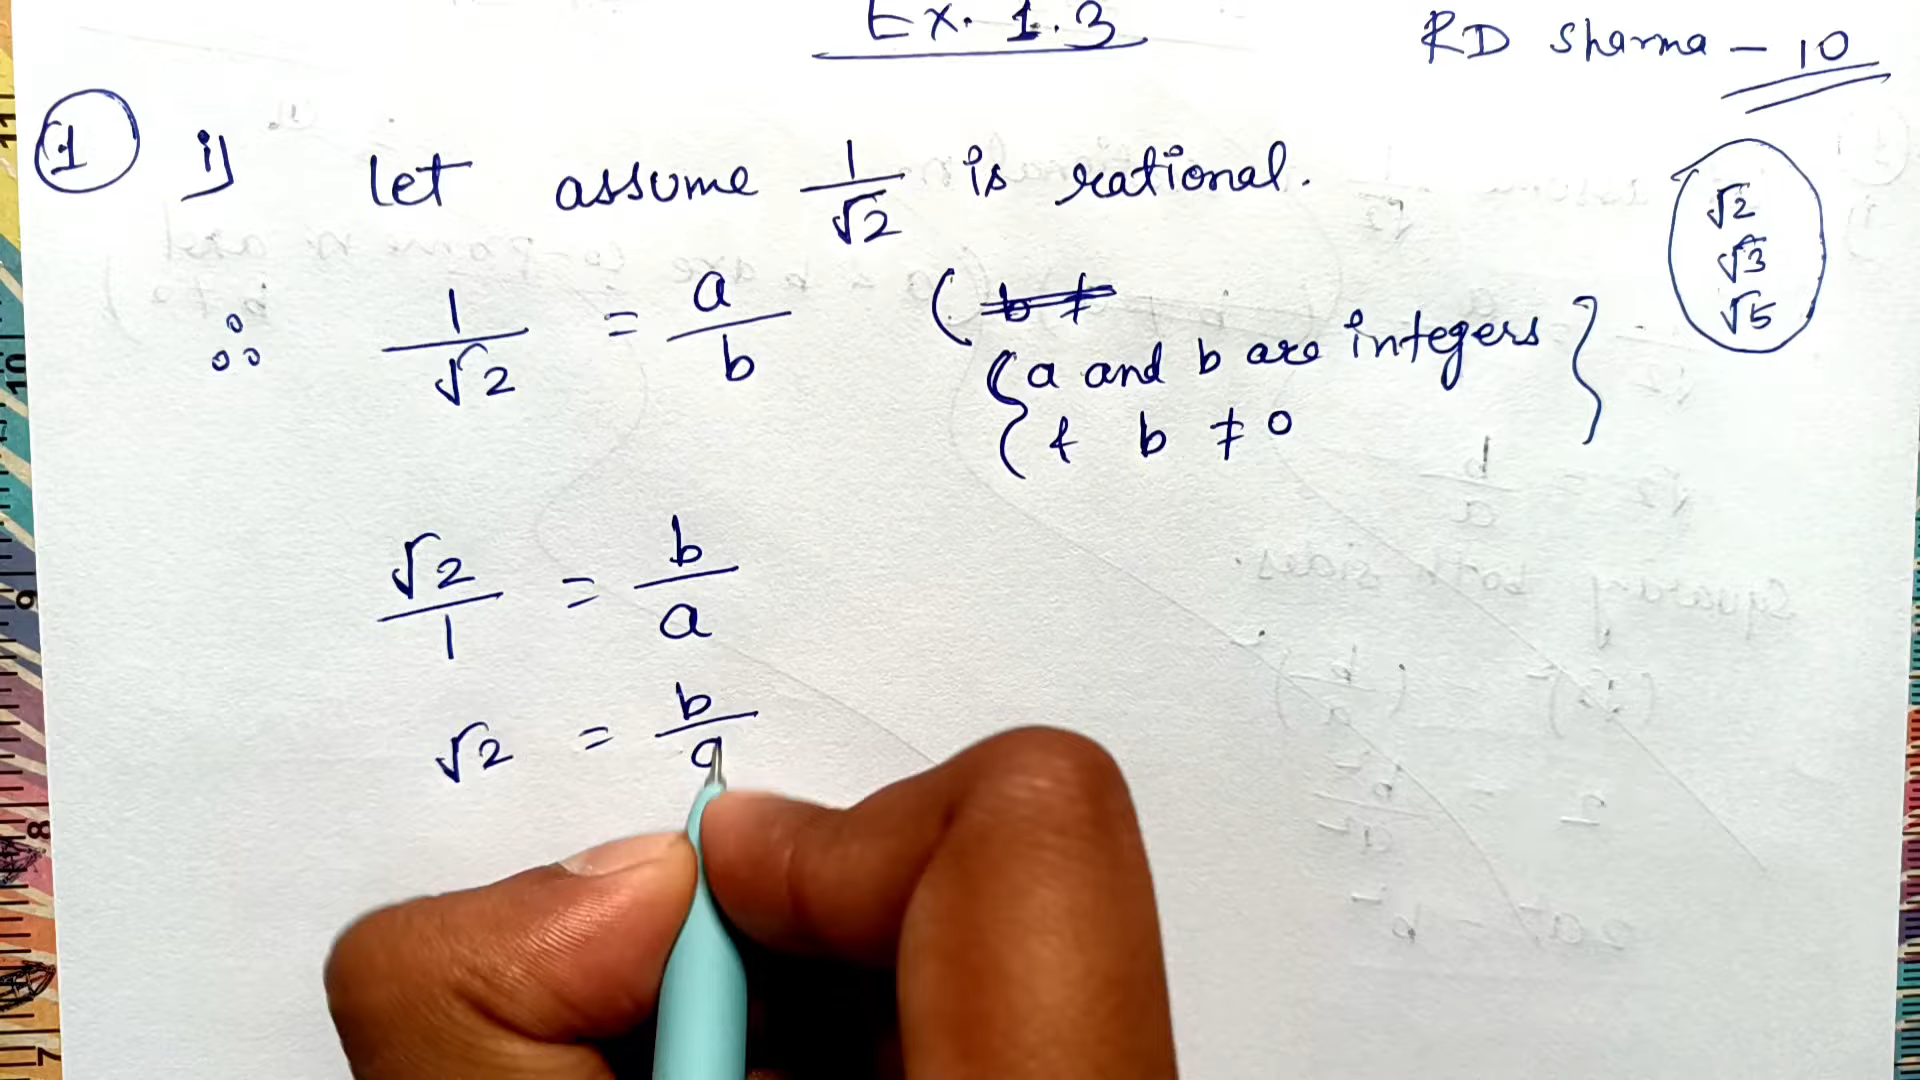 Ex. 1.3
RD Sharma – 10
1 i) let assume 1/√2 is rational.
√2
√3
√5
∴ 1/√2 = a/b (b ≠
{a and b are integers
& b ≠ 0}
√2/1 = b/a
√2 = b/a